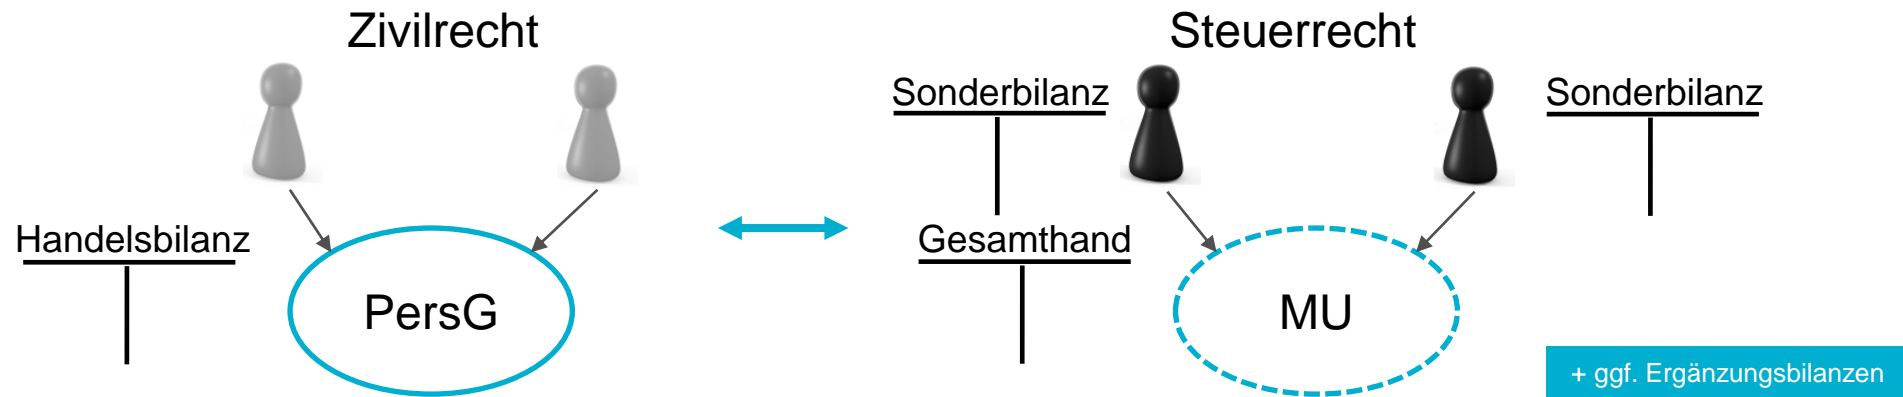 Zivilrecht
Handelsbilanz
PersG
Steuerrecht
Sonderbilanz
Sonderbilanz
Gesamthand
MU
+ ggf. Ergänzungsbilanzen